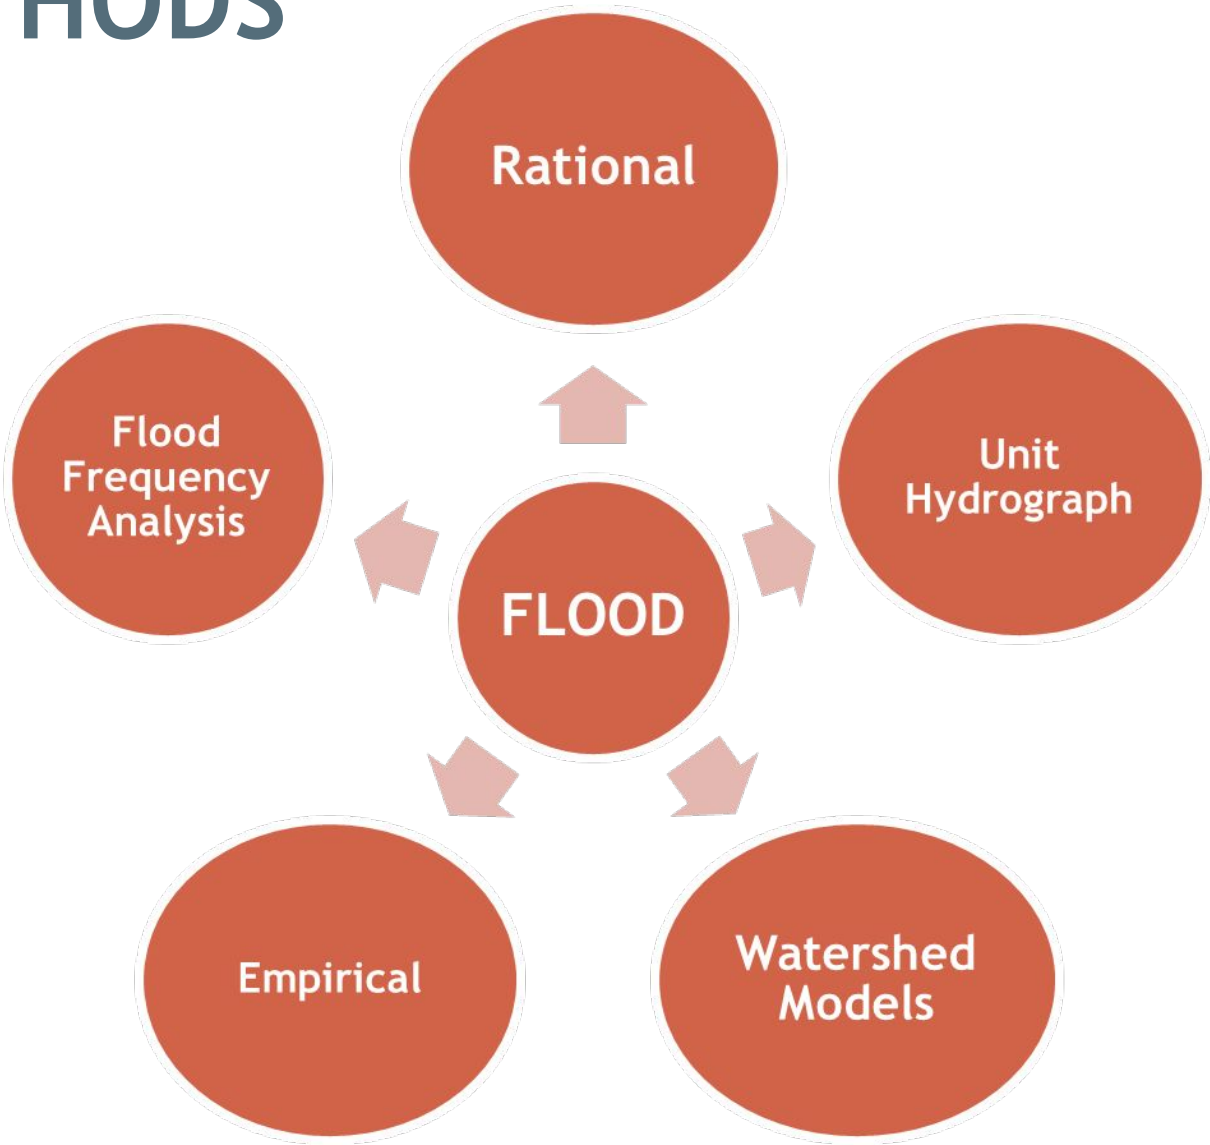 HODS
Rational
Flood
Frequency
Analysis
Unit
Hydrograph
FLOOD
Empirical
Watershed
Models